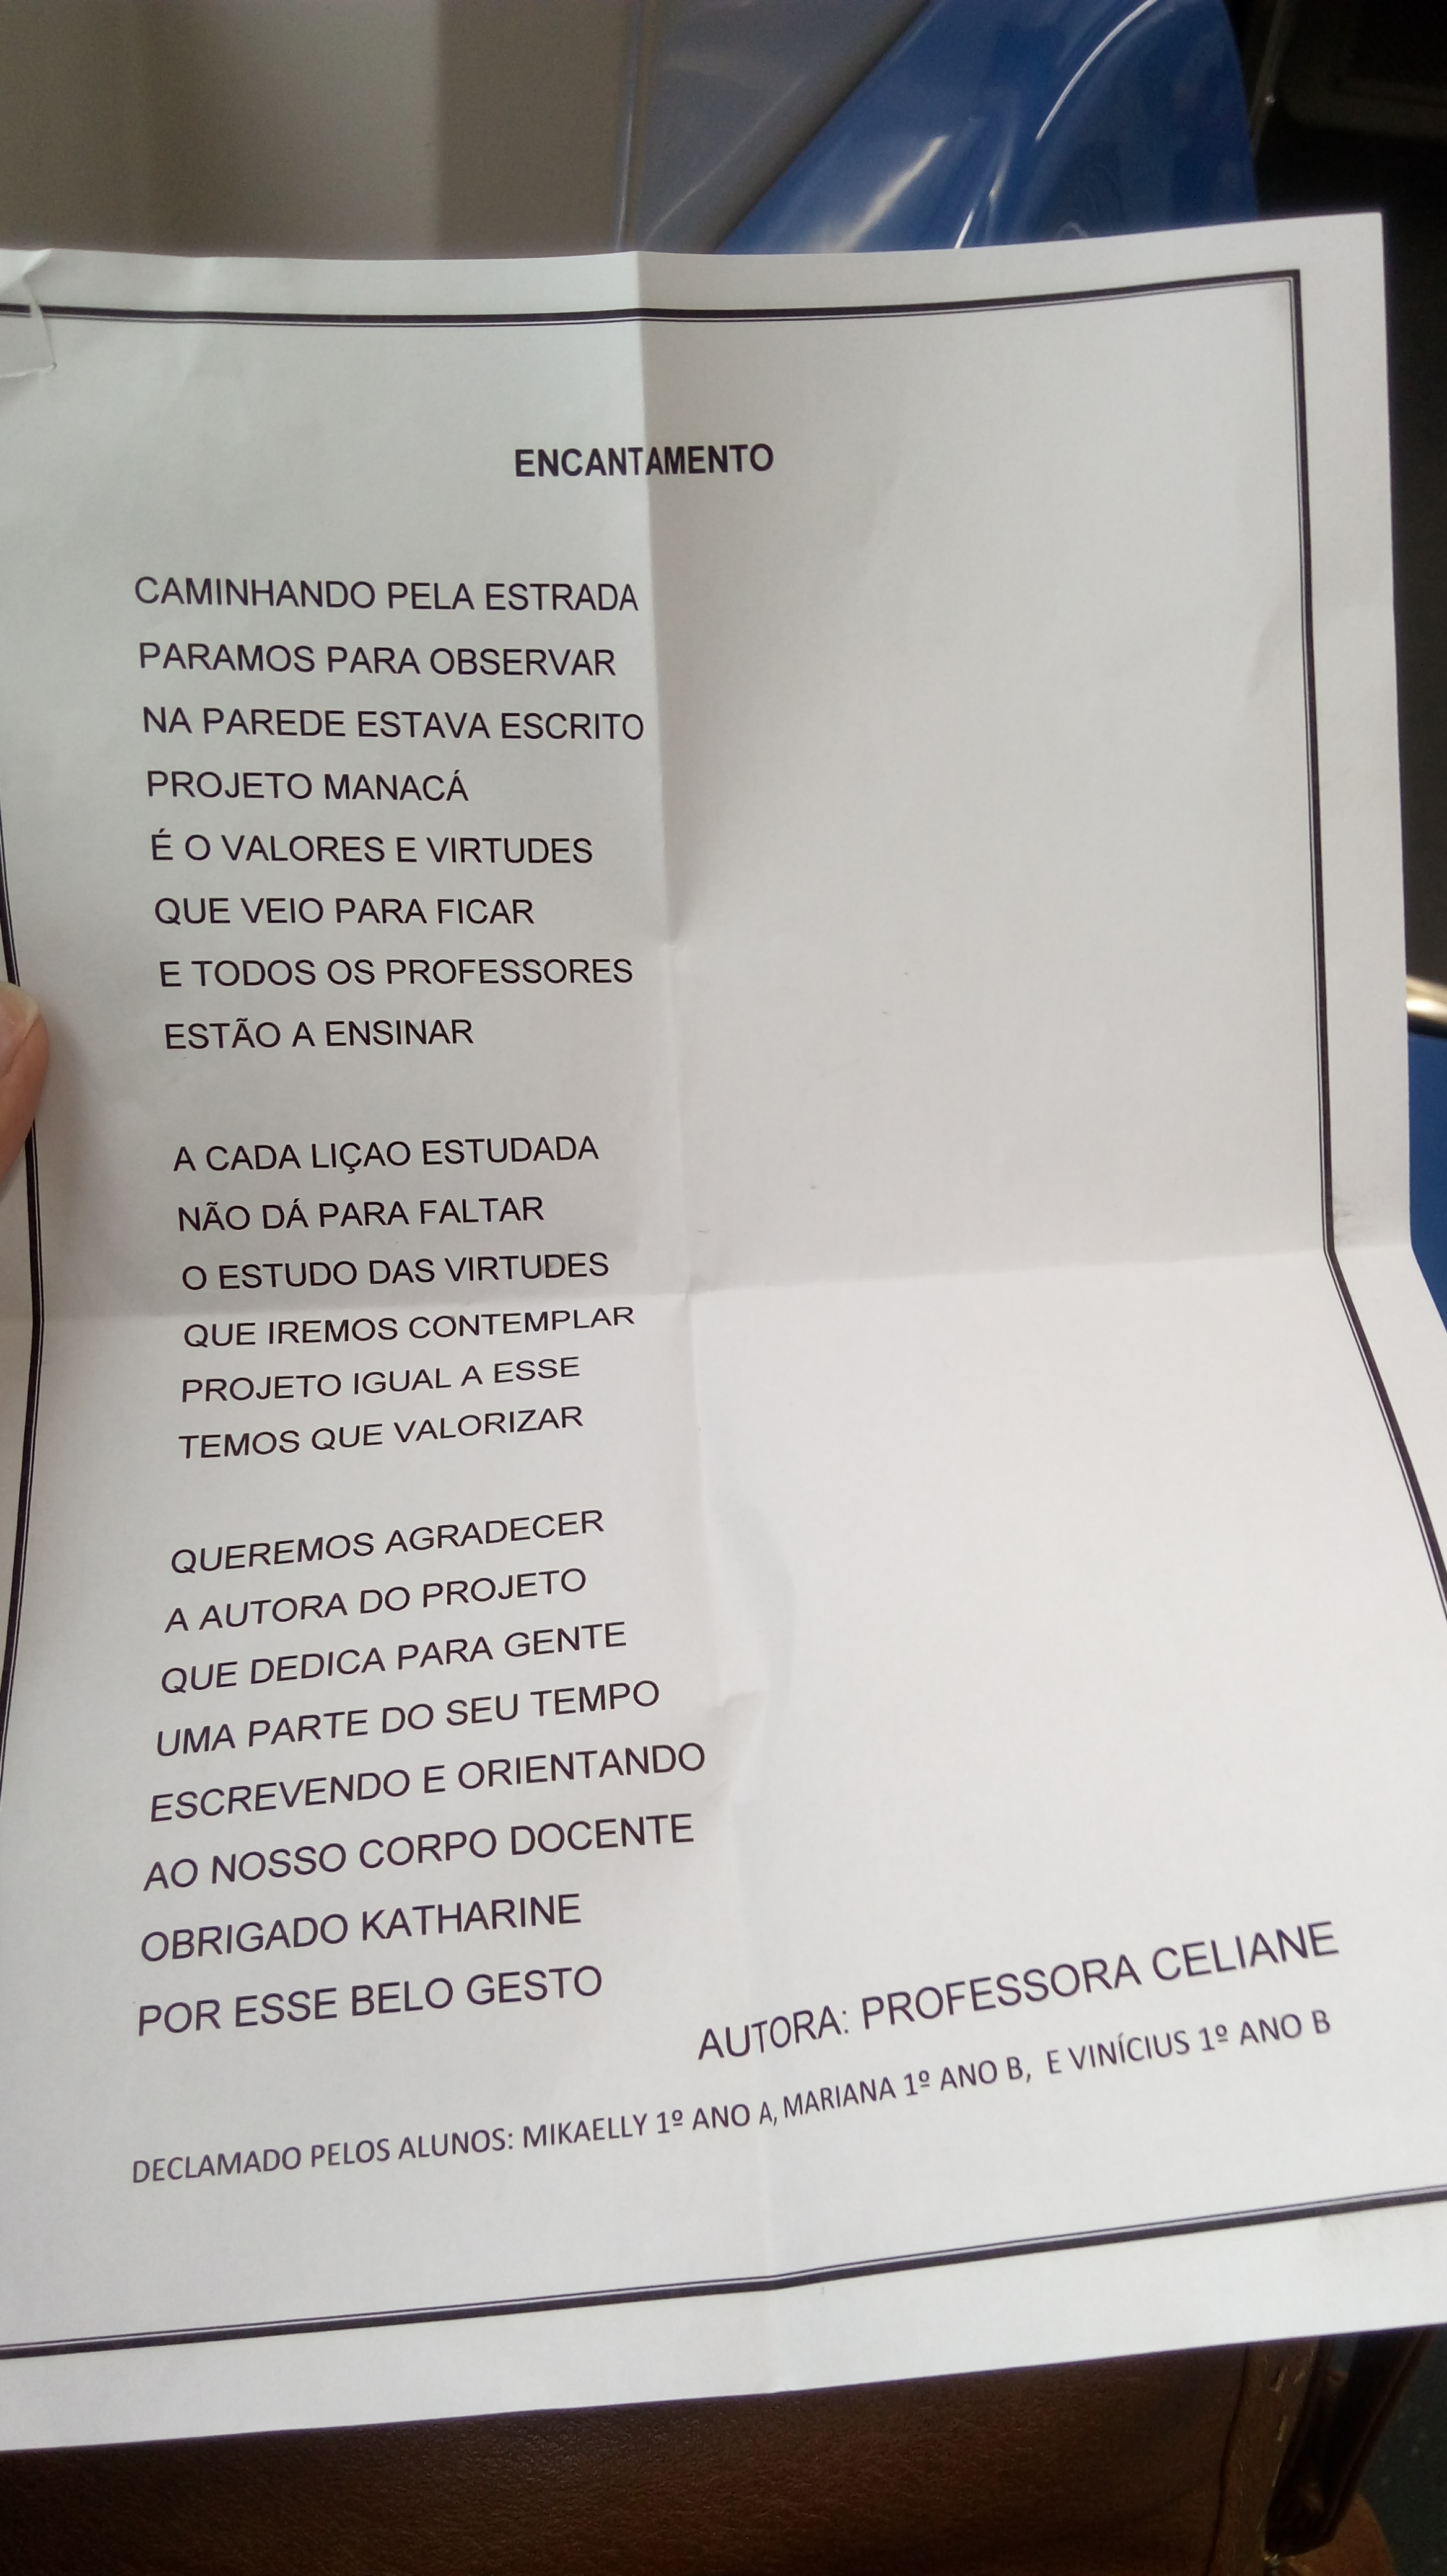 ENCANTAMENTO
CAMINHANDO PELA ESTRADA
PARAMOS PARA OBSERVAR
NA PAREDE ESTAVA ESCRITO
PROJETO MANACÁ
É O VALORES E VIRTUDES
QUE VEIO PARA FICAR
E TODOS OS PROFESSORES
ESTÃO A ENSINAR
A CADA LIÇAO ESTUDADA
NÃO DÁ PARA FALTAR
O ESTUDO DAS VIRTUDES
QUE IREMOS CONTEMPLAR
PROJETO IGUAL A ESSE
TEMOS QUE VALORIZAR
QUEREMOS AGRADECER
A AUTORA DO PROJETO
QUE DEDICA PARA GENTE
UMA PARTE DO SEU TEMPO
ESCREVENDO E ORIENTANDO
AO NOSSO CORPO DOCENTE
OBRIGADO KATHARINE
POR ESSE BELO GESTO
AUTORA: PROFESSORA CELIANE
DECLAMADO PELOS ALUNOS: MIKAELLY 1º ANO A, MARIANA 1º ANO B, E VINÍCIUS 1º ANO B